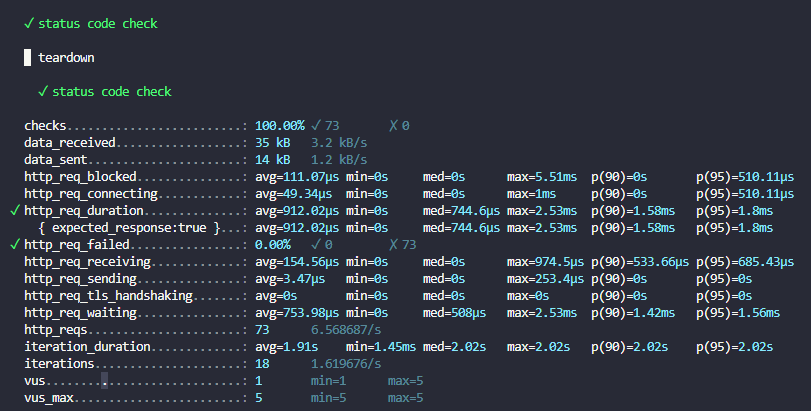 ✓ status code check
█ teardown
✓ status code check
checks.........................: 100.00% ✓ 73 ✗ 0
data_received..................: 35 kB 3.2 kB/s
data_sent......................: 14 kB 1.2 kB/s
http_req_blocked...............: avg=111.07µs min=0s med=0s max=5.51ms p(90)=0s p(95)=510.11µs
http_req_connecting............: avg=49.34µs min=0s med=0s max=1ms p(90)=0s p(95)=510.11µs
✓ http_req_duration..............: avg=912.02µs min=0s med=744.6µs max=2.53ms p(90)=1.58ms p(95)=1.8ms
{ expected_response:true }...: avg=912.02µs min=0s med=744.6µs max=2.53ms p(90)=1.58ms p(95)=1.8ms
✓ http_req_failed................: 0.00% ✓ 0 ✗ 73
http_req_receiving.............: avg=154.56µs min=0s med=0s max=974.5µs p(90)=533.66µs p(95)=685.43µs
http_req_sending...............: avg=3.47µs min=0s med=0s max=253.4µs p(90)=0s p(95)=0s
http_req_tls_handshaking.......: avg=0s min=0s med=0s max=0s p(90)=0s p(95)=0s
http_req_waiting...............: avg=753.98µs min=0s med=508µs max=2.53ms p(90)=1.42ms p(95)=1.56ms
http_reqs......................: 73 6.568687/s
iteration_duration.............: avg=1.91s min=1.45ms med=2.02s max=2.02s p(90)=2.02s p(95)=2.02s
iterations.....................: 18 1.619676/s
vus............................: 1 min=1 max=5
vus_max........................: 5 min=5 max=5